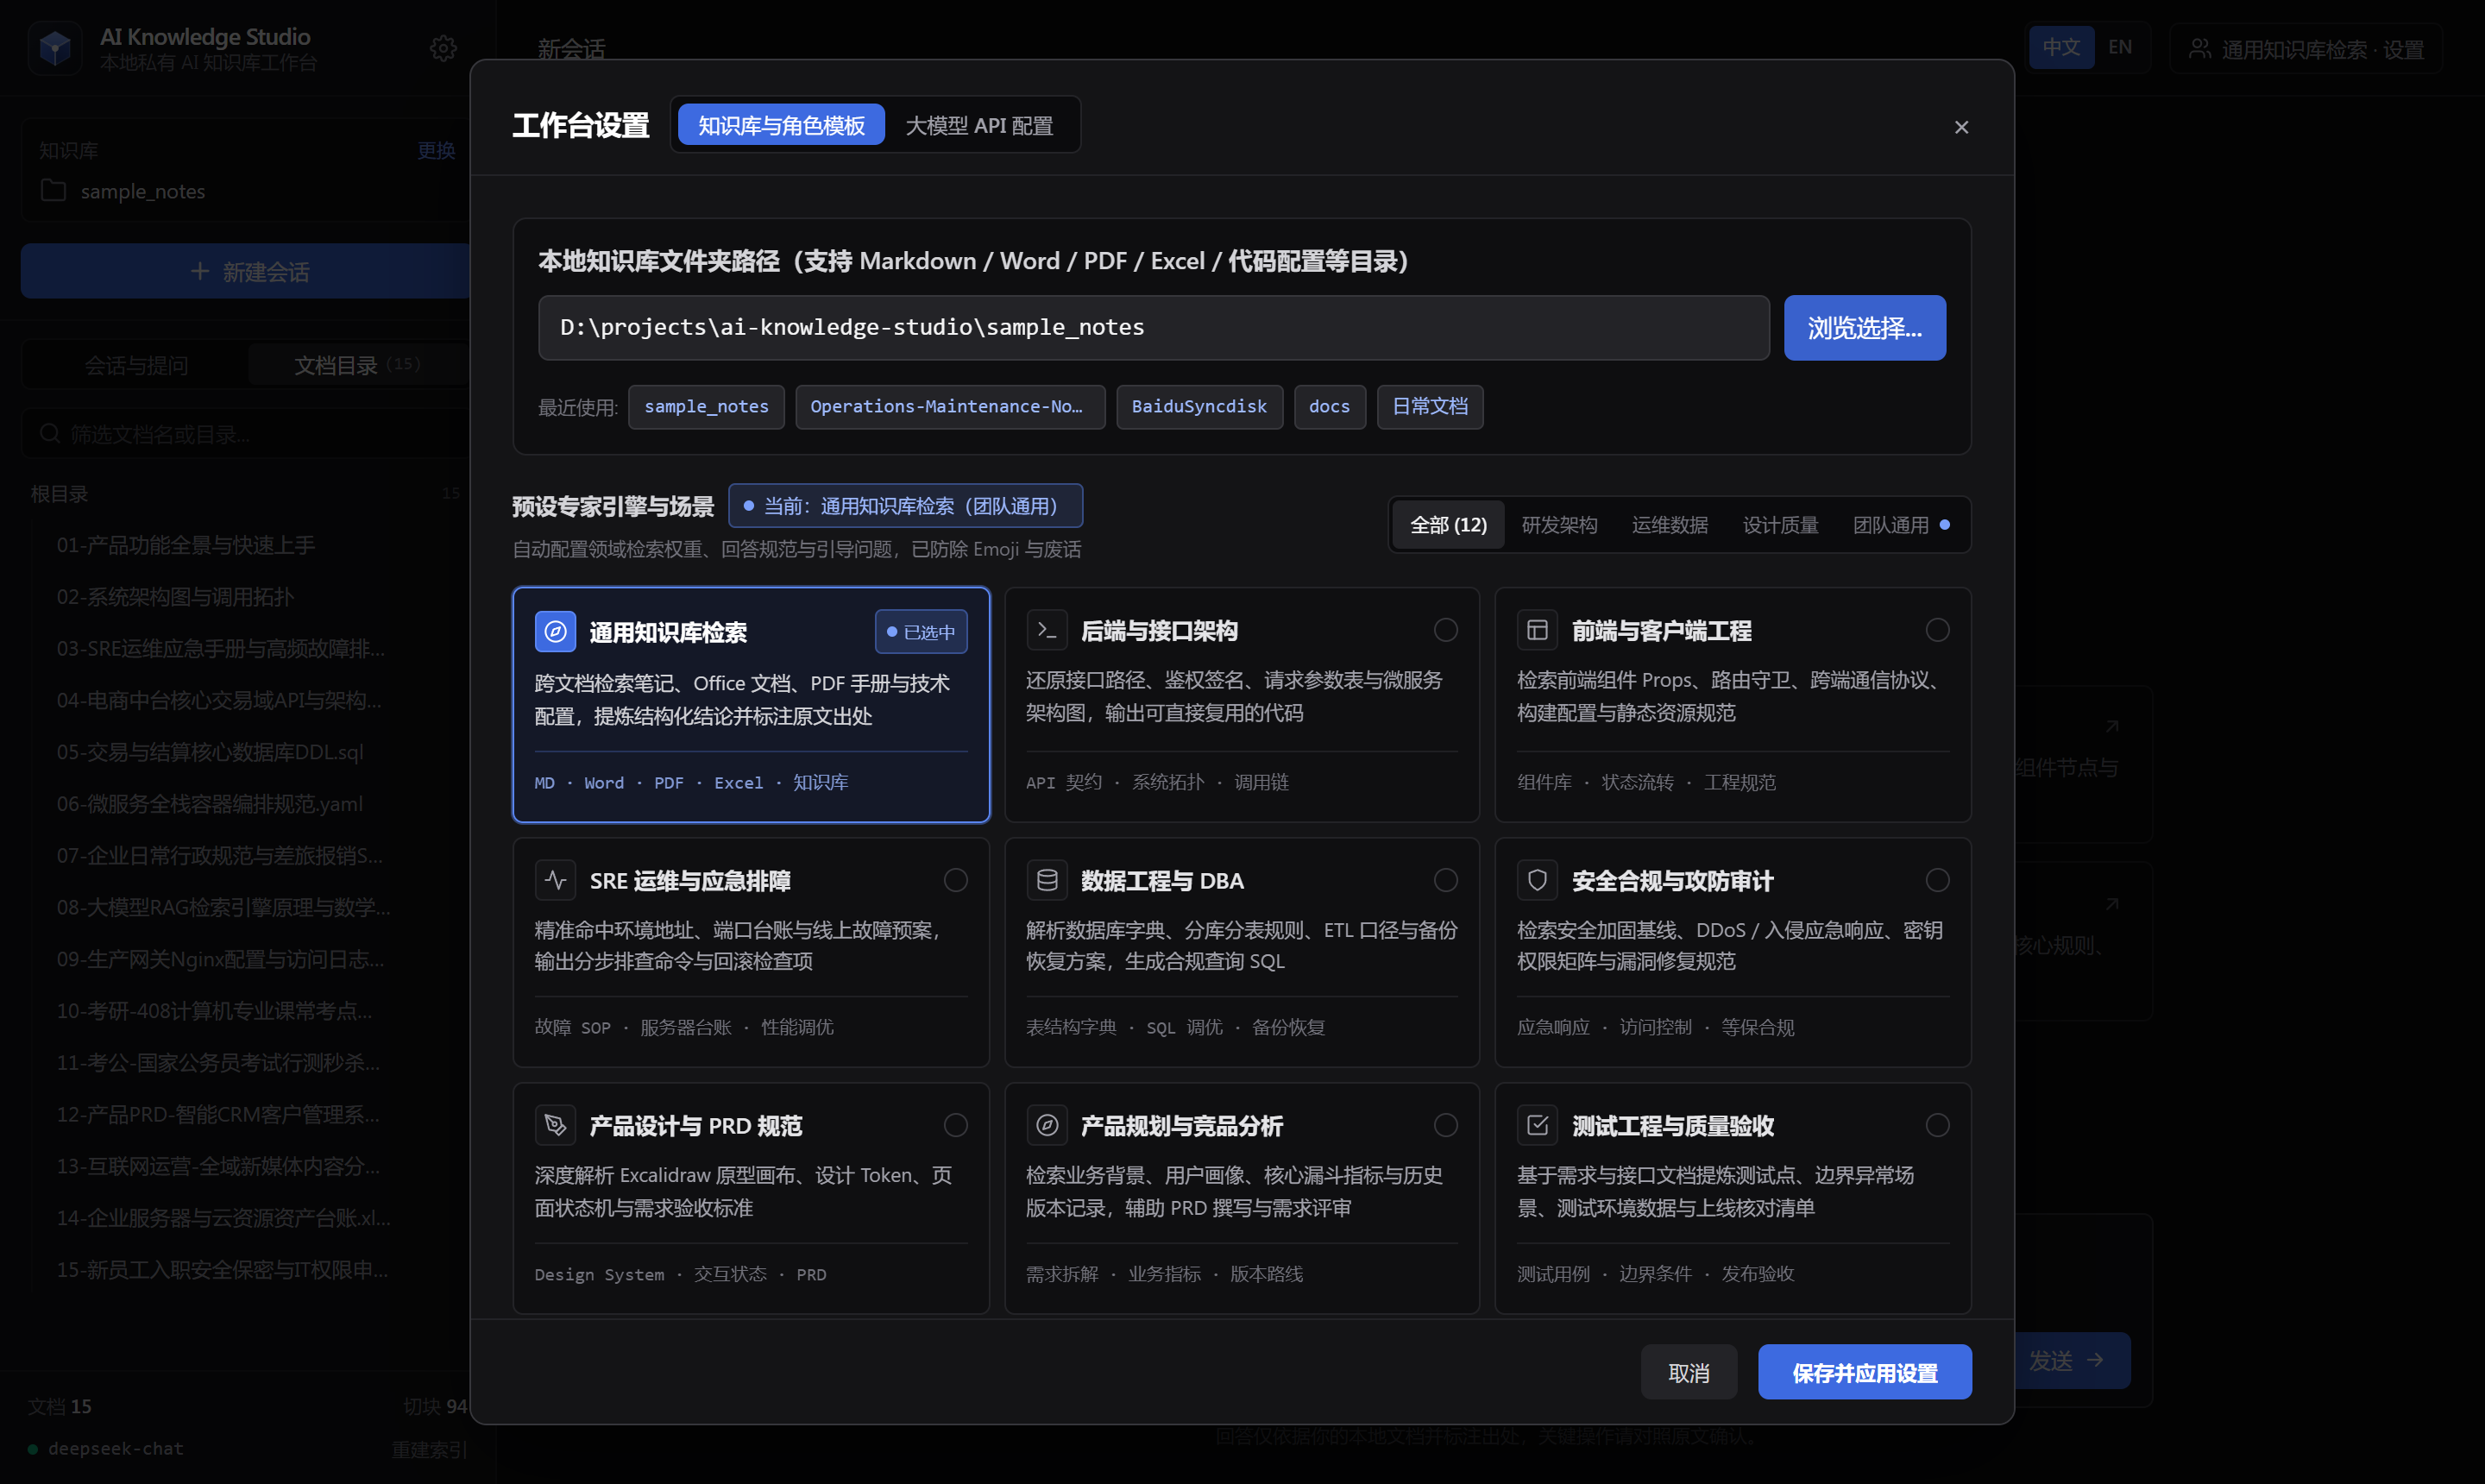 AI Knowledge Studio
本地私有 AI 知识库工作台
新会话
中文
EN
通用知识库检索 · 设置
知识库
更换
sample_notes
新建会话
会话与提问
文档目录 (15)
筛选文档名或目录...
根目录
15
01-产品功能全景与快速上手
02-系统架构图与调用拓扑
03-SRE运维应急手册与高频故障排...
04-电商中台核心交易域API与架构...
05-交易与结算核心数据库DDL.sql
06-微服务全栈容器编排规范.yaml
07-企业日常行政规范与差旅报销S...
08-大模型RAG检索引擎原理与数学...
09-生产网关Nginx配置与访问日志...
10-考研-408计算机专业课常考点...
11-考公-国家公务员考试行测秒杀...
12-产品PRD-智能CRM客户管理系...
13-互联网运营-全域新媒体内容分...
14-企业服务器与云资源资产台账.xl...
15-新员工入职安全保密与IT权限申...
文档 15
切块 94
deepseek-chat
重建索引
工作台设置
知识库与角色模板
大模型 API 配置
×
本地知识库文件夹路径（支持 Markdown / Word / PDF / Excel / 代码配置等目录）
D:\projects\ai-knowledge-studio\sample_notes
浏览选择...
最近使用:
sample_notes
Operations-Maintenance-No...
BaiduSyncdisk
docs
日常文档
预设专家引擎与场景
当前：通用知识库检索（团队通用）
自动配置领域检索权重、回答规范与引导问题，已防除 Emoji 与废话
全部 (12)
研发架构
运维数据
设计质量
团队通用
通用知识库检索
已选中
跨文档检索笔记、Office 文档、PDF 手册与技术
配置，提炼结构化结论并标注原文出处
MD · Word · PDF · Excel · 知识库
后端与接口架构
还原接口路径、鉴权签名、请求参数表与微服务
架构图，输出可直接复用的代码
API 契约 · 系统拓扑 · 调用链
前端与客户端工程
检索前端组件 Props、路由守卫、跨端通信协议、
构建配置与静态资源规范
组件库 · 状态流转 · 工程规范
SRE 运维与应急排障
精准命中环境地址、端口台账与线上故障预案，
输出分步排查命令与回滚检查项
故障 SOP · 服务器台账 · 性能调优
数据工程与 DBA
解析数据库字典、分库分表规则、ETL 口径与备份
恢复方案，生成合规查询 SQL
表结构字典 · SQL 调优 · 备份恢复
安全合规与攻防审计
检索安全加固基线、DDoS / 入侵应急响应、密钥
权限矩阵与漏洞修复规范
应急响应 · 访问控制 · 等保合规
产品设计与 PRD 规范
深度解析 Excalidraw 原型画布、设计 Token、页
面状态机与需求验收标准
Design System · 交互状态 · PRD
产品规划与竞品分析
检索业务背景、用户画像、核心漏斗指标与历史
版本记录，辅助 PRD 撰写与需求评审
需求拆解 · 业务指标 · 版本路线
测试工程与质量验收
基于需求与接口文档提炼测试点、边界异常场
景、测试环境数据与上线核对清单
测试用例 · 边界条件 · 发布验收
取消
保存并应用设置
组件节点与
核心规则、
发送
回答仅依据你的本地文档并标注出处，关键操作请对照原文确认。